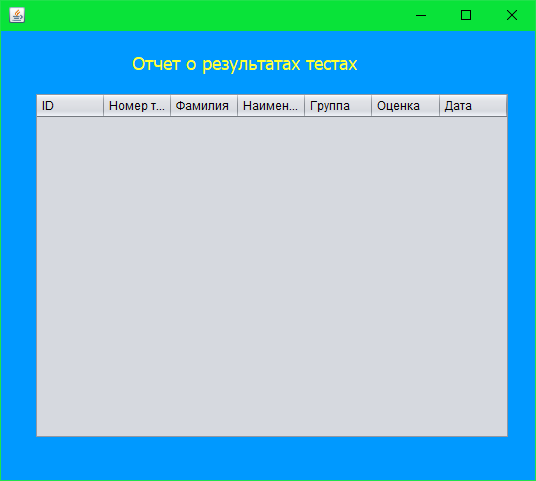 Отчет о результатах тестах
ID Номер т... Фамилия Наимен... Группа Оценка Дата